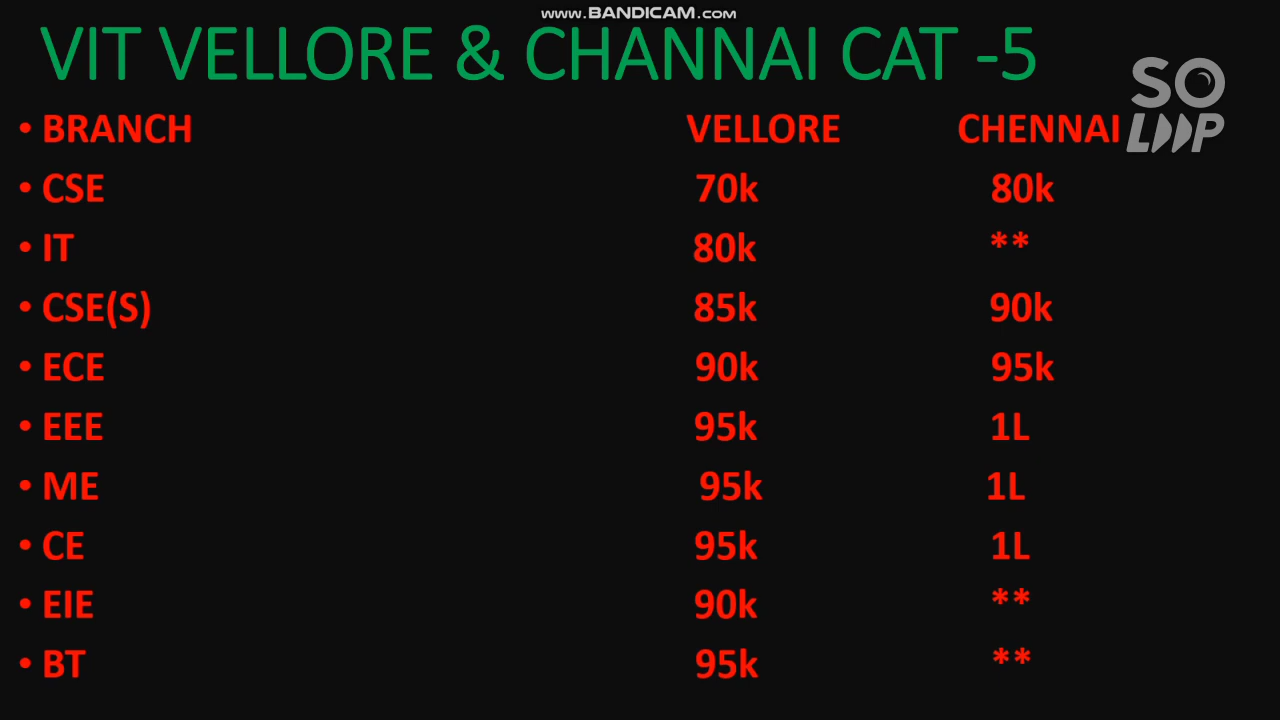 www.BANDICAM.com
VIT VELLORE & CHANNAI CAT -5
SO
LOOP
• BRANCH VELLORE CHENNAI
• CSE 70k 80k
• IT 80k **
• CSE(S) 85k 90k
• ECE 90k 95k
• EEE 95k 1L
• ME 95k 1L
• CE 95k 1L
• EIE 90k **
• BT 95k **